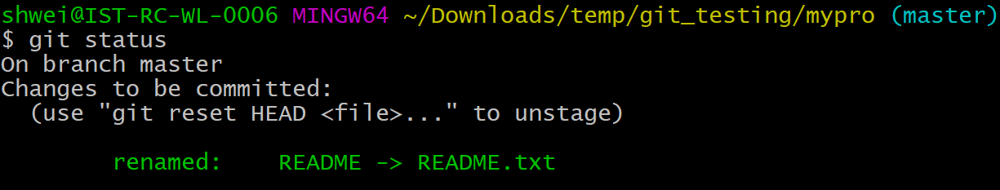 shwei@IST-RC-WL-0006 MINGW64 ~/Downloads/temp/git_testing/mypro (master)
$ git status
On branch master
Changes to be committed:
  (use "git reset HEAD <file>..." to unstage)

        renamed:    README -> README.txt